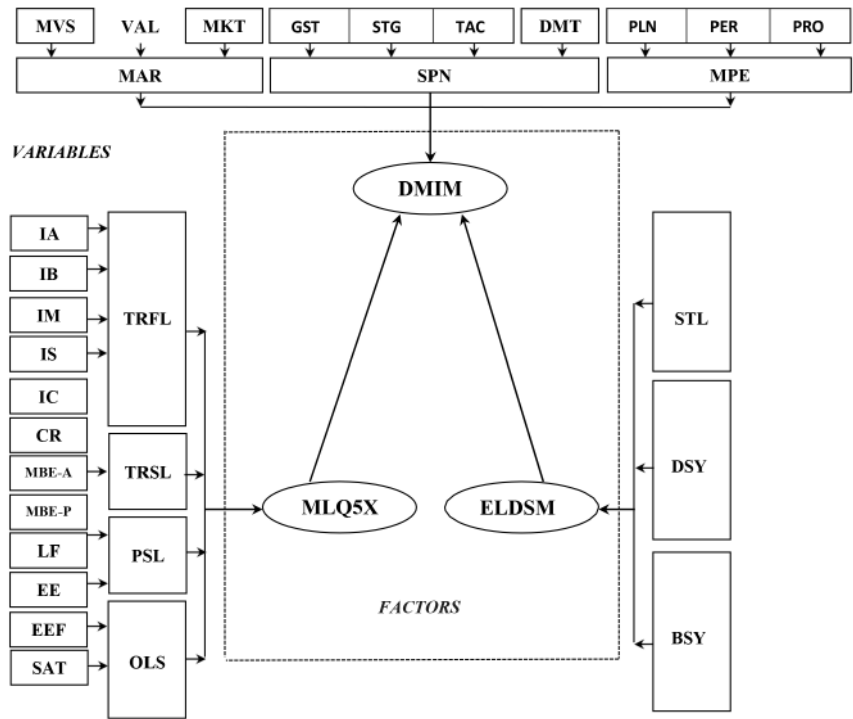 MVS VAL MKT GST STG TAC DMT PLN PER PRO
MAR SPN MPE
VARIABLES
DMIM
IA
IB
IM
IS
IC
CR
MBE-A
MBE-P
LF
EE
EEF
SAT
TRFL
TRSL
PSL
OLS
MLQ5X
ELDSM
FACTORS
STL
DSY
BSY